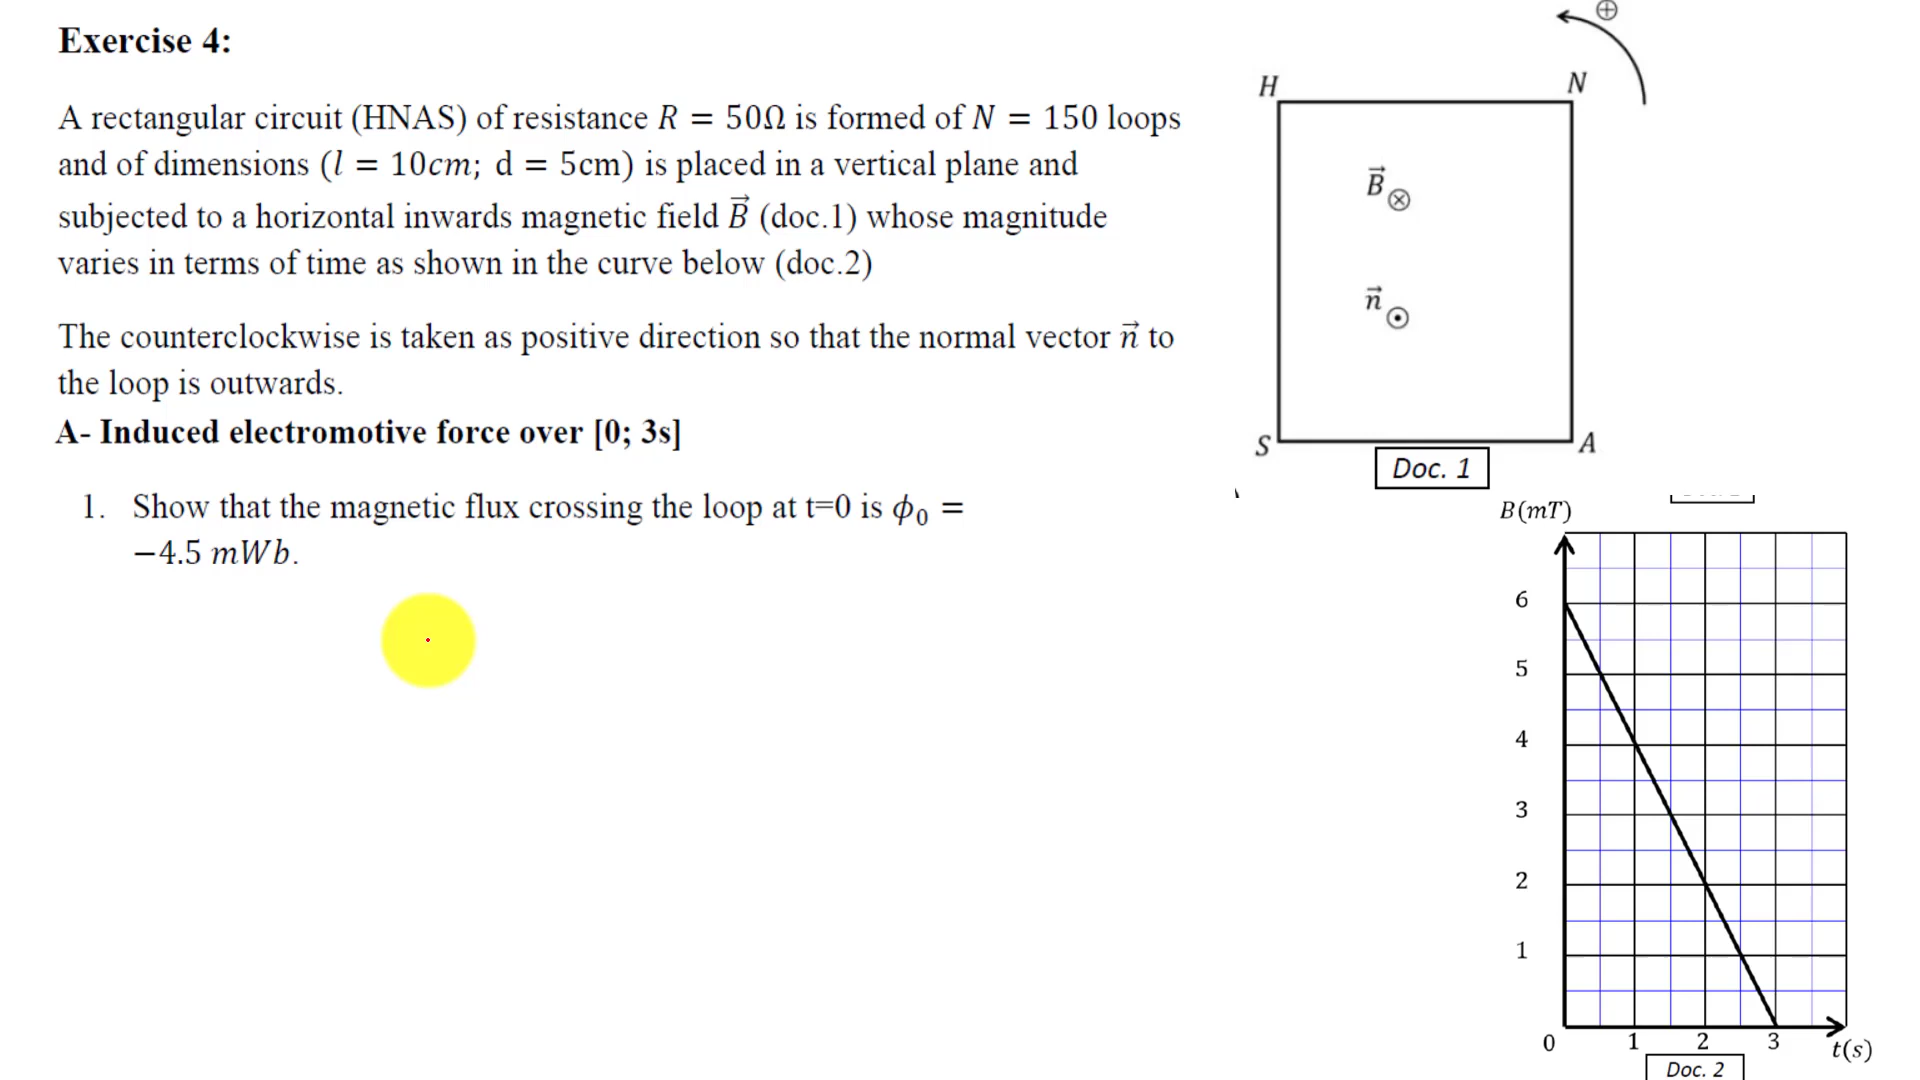 Exercise 4:
A rectangular circuit (HNAS) of resistance R = 50Ω is formed of N = 150 loops
and of dimensions (l = 10cm; d = 5cm) is placed in a vertical plane and
subjected to a horizontal inwards magnetic field B⃗ (doc.1) whose magnitude
varies in terms of time as shown in the curve below (doc.2)
The counterclockwise is taken as positive direction so that the normal vector n⃗ to
the loop is outwards.
A- Induced electromotive force over [0; 3s]
1. Show that the magnetic flux crossing the loop at t=0 is ϕ₀ =
−4.5 mWb.
⊕
H
N
B⃗ ⊗
n⃗ ⊙
S
A
Doc. 1
B(mT)
6
5
4
3
2
1
0 1 2 3 t(s)
Doc. 2